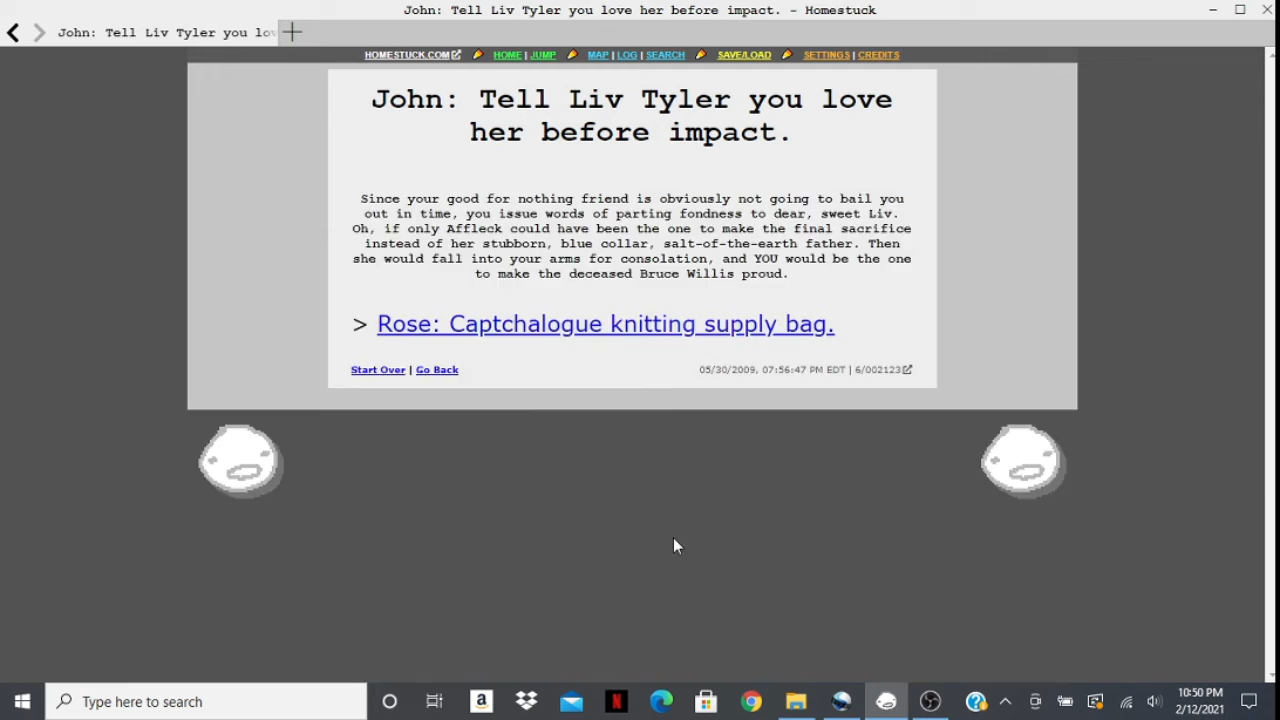 John: Tell Liv Tyler you love her before impact. - Homestuck
John: Tell Liv Tyler you lov
HOMESTUCK.COM HOME | JUMP MAP | LOG | SEARCH SAVE/LOAD SETTINGS | CREDITS
John: Tell Liv Tyler you love
her before impact.
Since your good for nothing friend is obviously not going to bail you
out in time, you issue words of parting fondness to dear, sweet Liv.
Oh, if only Affleck could have been the one to make the final sacrifice
instead of her stubborn, blue collar, salt-of-the-earth father. Then
she would fall into your arms for consolation, and YOU would be the one
to make the deceased Bruce Willis proud.
> Rose: Captchalogue knitting supply bag.
Start Over | Go Back 05/30/2009, 07:56:47 PM EDT | 6/002123
Type here to search
10:50 PM
2/12/2021